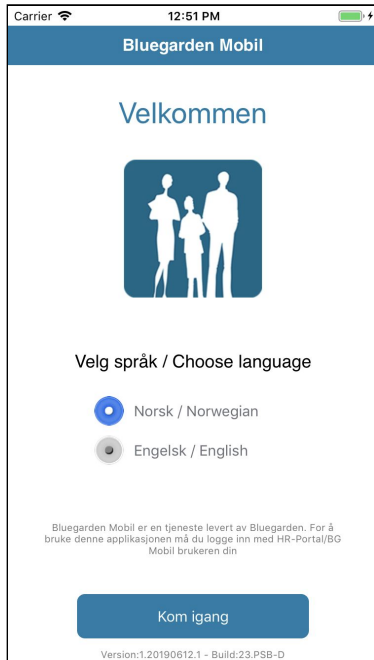 Carrier 12:51 PM
Bluegarden Mobil
Velkommen
Velg språk / Choose language
Norsk / Norwegian
Engelsk / English
Bluegarden Mobil er en tjeneste levert av Bluegarden. For å
bruke denne applikasjonen må du logge inn med HR-Portal/BG
Mobil brukeren din
Kom igang
Version:1.20190612.1 - Build:23.PSB-D